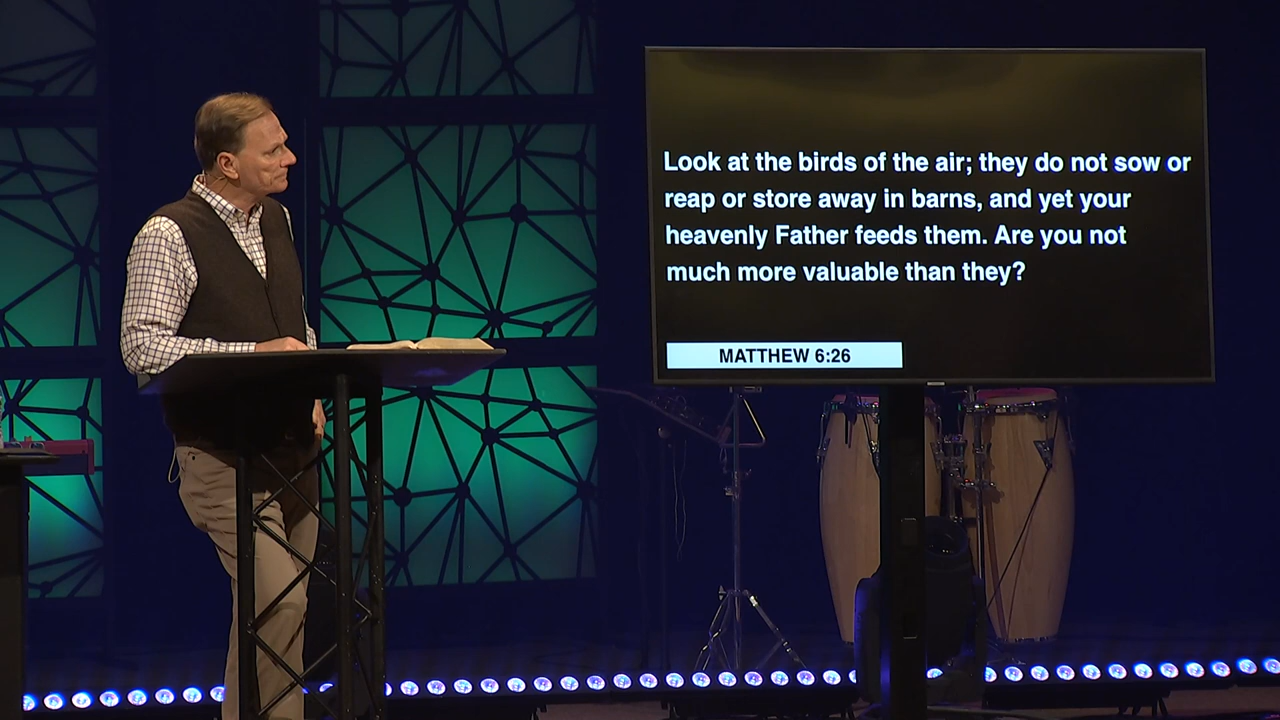 Look at the birds of the air; they do not sow or
reap or store away in barns, and yet your
heavenly Father feeds them. Are you not
much more valuable than they?
MATTHEW 6:26